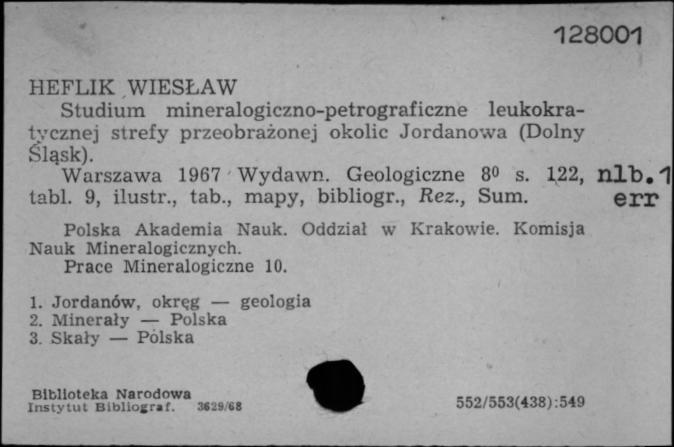 128001
HEFLIK WIESŁAW
Studium mineralogiczno-petrograficzne leukokra-
tycznej strefy przeobrażonej okolic Jordanowa (Dolny
Śląsk).
Warszawa 1967 Wydawn. Geologiczne 8⁰ s. 122, nlb. 1
tabl. 9, ilustr., tab., mapy, bibliogr., Rez., Sum. err
Polska Akademia Nauk. Oddział w Krakowie. Komisja
Nauk Mineralogicznych.
Prace Mineralogiczne 10.
1. Jordanów, okręg — geologia
2. Minerały — Polska
3. Skały — Polska
Biblioteka Narodowa
Instytut Bibliograf. 3629/68
552/553(438):549